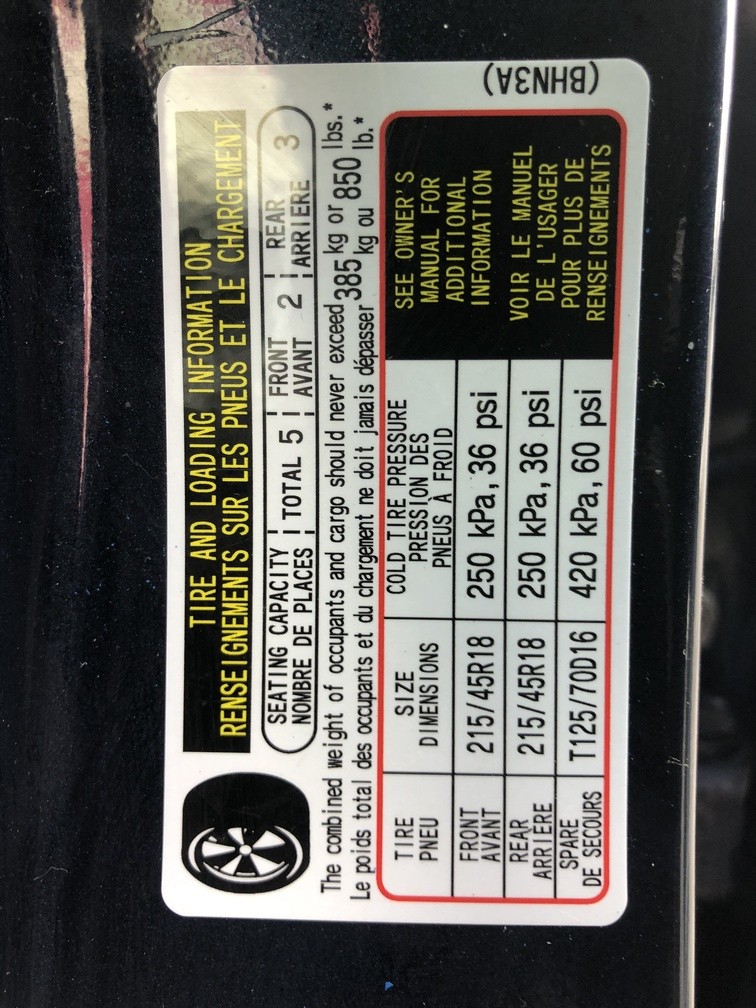 TIRE AND LOADING INFORMATION
RENSEIGNEMENTS SUR LES PNEUS ET LE CHARGEMENT
SEATING CAPACITY
NOMBRE DE PLACES
TOTAL 5
FRONT
AVANT
2
REAR
ARRIERE
3
The combined weight of occupants and cargo should never exceed 385 kg or 850 lbs.*
Le poids total des occupants et du chargement ne doit jamais dépasser 385 kg ou 850 lb.*
TIRE
PNEU
SIZE
DIMENSIONS
COLD TIRE PRESSURE
PRESSION DES
PNEUS À FROID
FRONT
AVANT
215/45R18
250 kPa, 36 psi
REAR
ARRIERE
215/45R18
250 kPa, 36 psi
SPARE
DE SECOURS
T125/70D16
420 kPa, 60 psi
SEE OWNER'S
MANUAL FOR
ADDITIONAL
INFORMATION
VOIR LE MANUEL
DE L'USAGER
POUR PLUS DE
RENSEIGNEMENTS
(BHN3A)